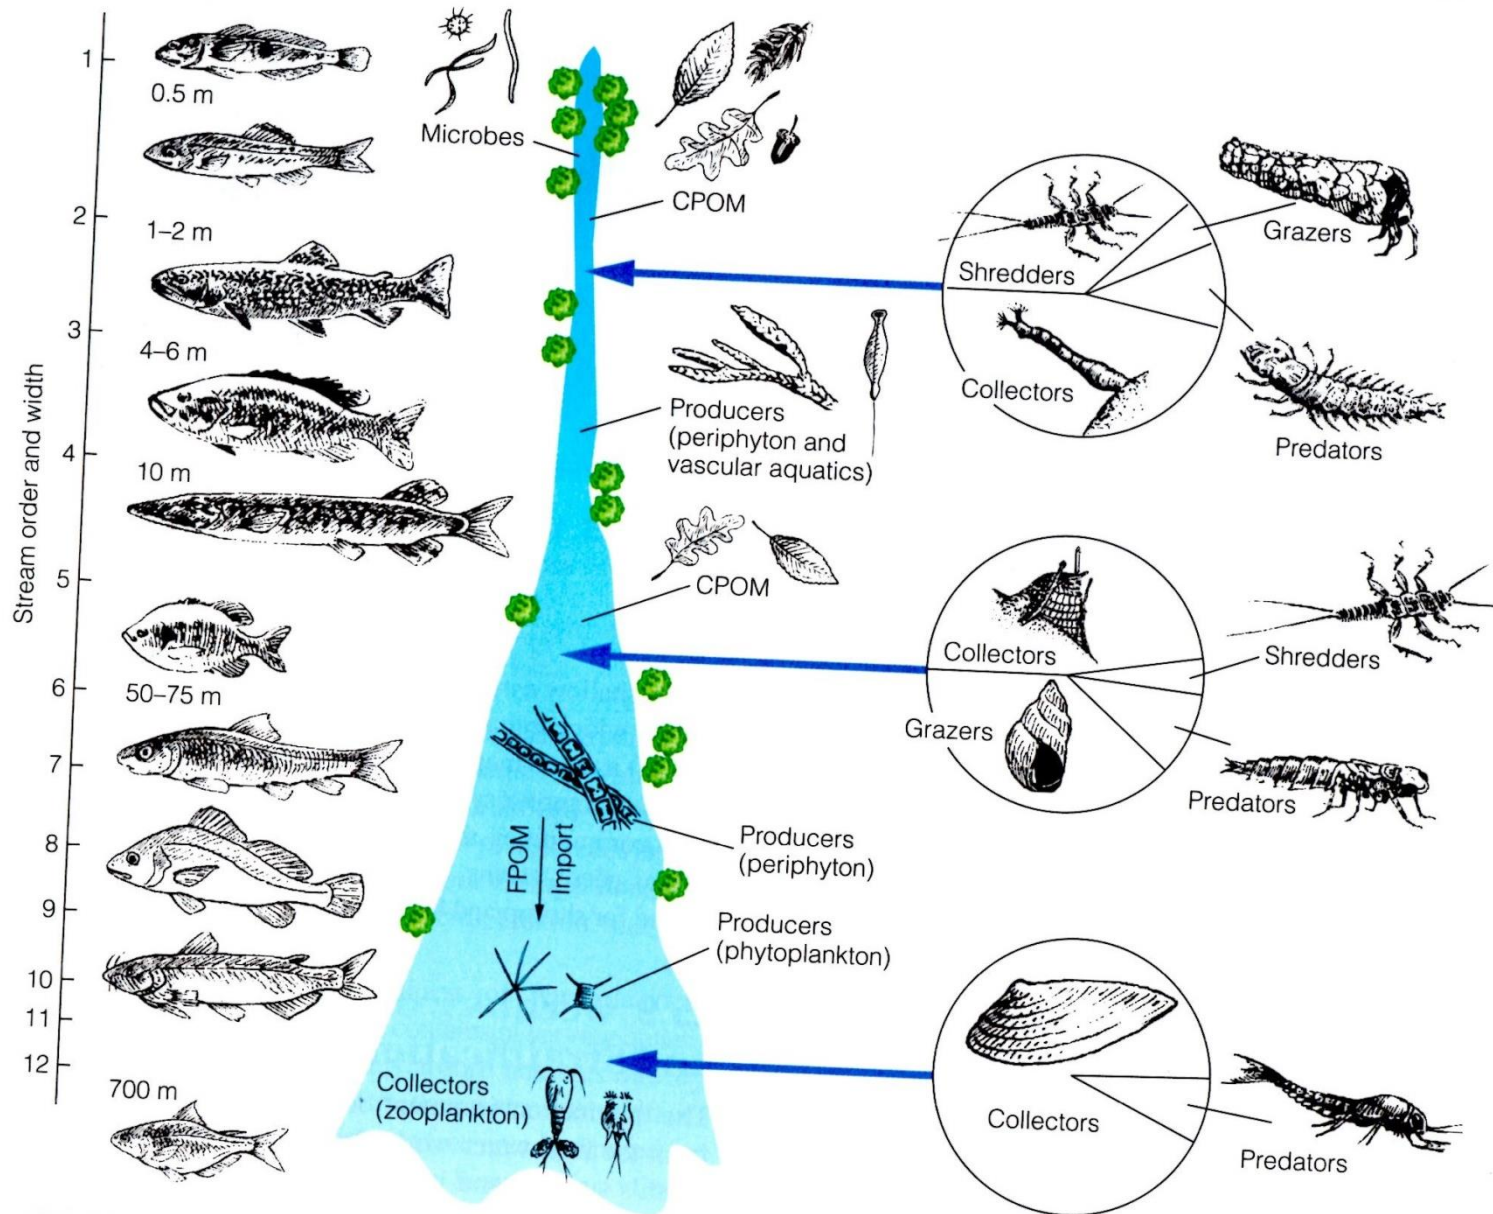 Stream order and width
1
0.5 m
2
1–2 m
3
4–6 m
4
10 m
5
6
50–75 m
7
8
9
10
11
12
700 m
Microbes
CPOM
Producers
(periphyton and
vascular aquatics)
CPOM
Producers
(periphyton)
FPOM
Import
Producers
(phytoplankton)
Collectors
(zooplankton)
Shredders
Grazers
Collectors
Predators
Collectors
Shredders
Grazers
Predators
Collectors
Predators